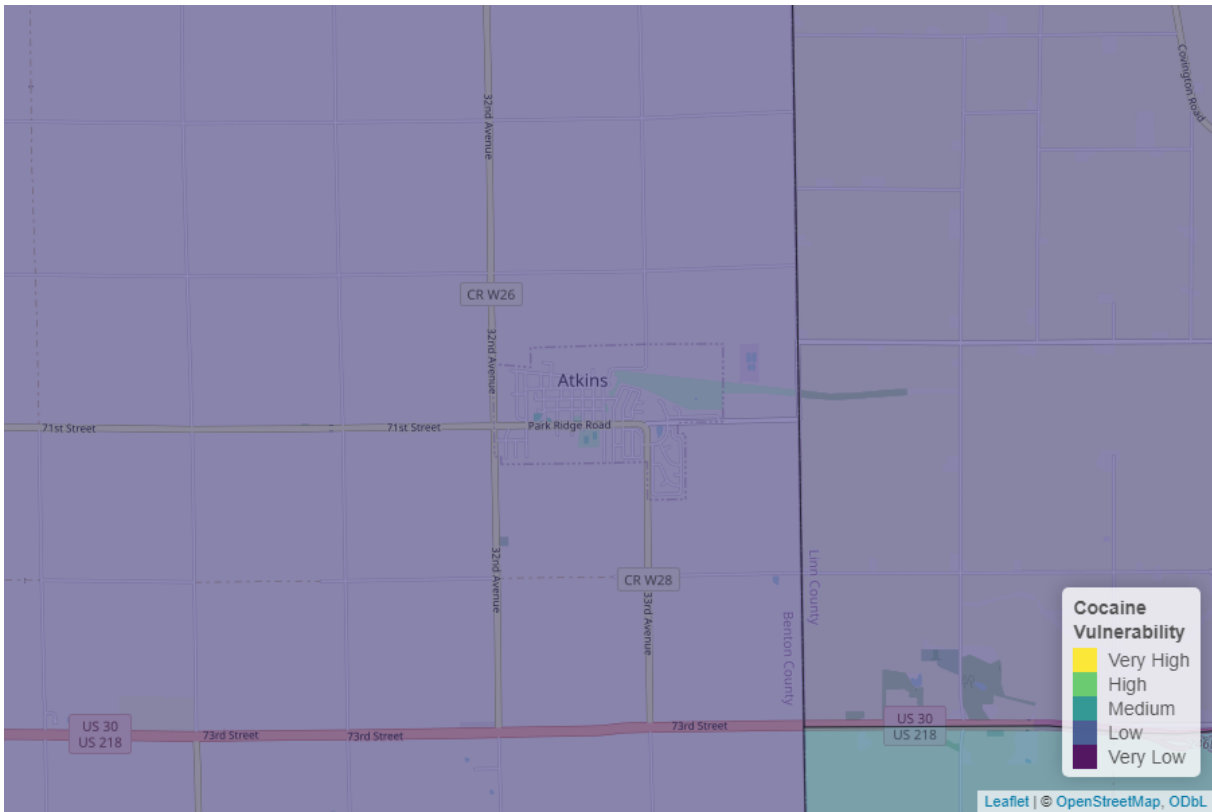 Covington Road
32nd Avenue
CR W26
32nd Avenue
Atkins
71st Street
71st Street
Park Ridge Road
32nd Avenue
CR W28
33rd Avenue
Linn County
Benton County
US 30
US 218
73rd Street
73rd Street
73rd Street
US 30
US 218
Cocaine
Vulnerability
Very High
High
Medium
Low
Very Low
Leaflet | © OpenStreetMap, ODbL